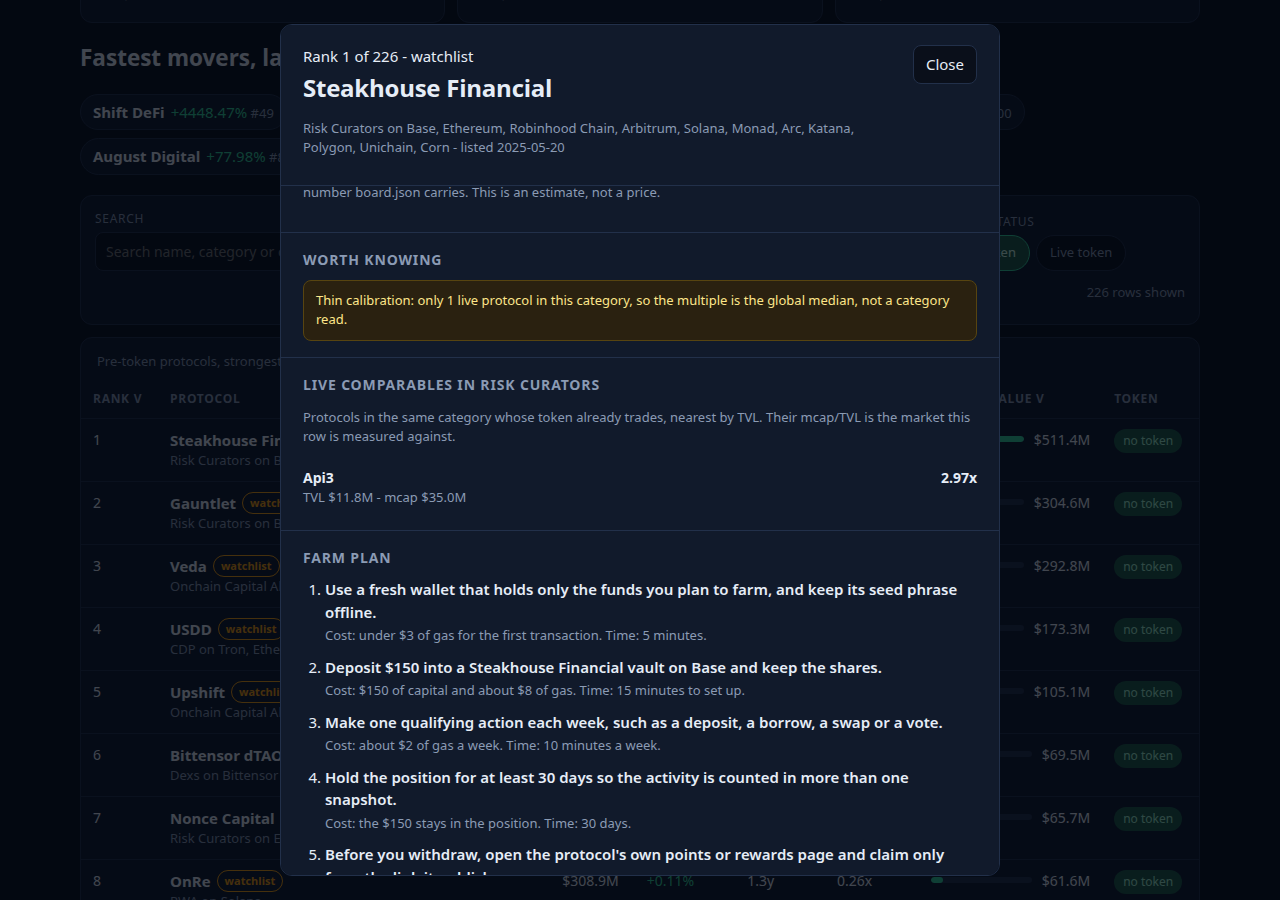 Rank 1 of 226 - watchlist
Close
Steakhouse Financial
Risk Curators on Base, Ethereum, Robinhood Chain, Arbitrum, Solana, Monad, Arc, Katana,
Polygon, Unichain, Corn - listed 2025-05-20
number board.json carries. This is an estimate, not a price.
WORTH KNOWING
Thin calibration: only 1 live protocol in this category, so the multiple is the global median, not a category
read.
LIVE COMPARABLES IN RISK CURATORS
Protocols in the same category whose token already trades, nearest by TVL. Their mcap/TVL is the market this
row is measured against.
Api3
2.97x
TVL $11.8M - mcap $35.0M
FARM PLAN
1. Use a fresh wallet that holds only the funds you plan to farm, and keep its seed phrase
offline.
Cost: under $3 of gas for the first transaction. Time: 5 minutes.
2. Deposit $150 into a Steakhouse Financial vault on Base and keep the shares.
Cost: $150 of capital and about $8 of gas. Time: 15 minutes to set up.
3. Make one qualifying action each week, such as a deposit, a borrow, a swap or a vote.
Cost: about $2 of gas a week. Time: 10 minutes a week.
4. Hold the position for at least 30 days so the activity is counted in more than one
snapshot.
Cost: the $150 stays in the position. Time: 30 days.
5. Before you withdraw, open the protocol's own points or rewards page and claim only
Fastest movers, la
Shift DeFi +4448.47% #49
August Digital +77.98%
SEARCH
Search name, category or
TATUS
Live token
226 rows shown
Pre-token protocols, strongest
RANK V PROTOCOL ALUE V TOKEN
1 Steakhouse Fir $511.4M no token
Risk Curators on B
2 Gauntlet watch $304.6M no token
Risk Curators on B
3 Veda watchlist $292.8M no token
Onchain Capital A
4 USDD watchlist $173.3M no token
CDP on Tron, Ethe
5 Upshift watchli $105.1M no token
Onchain Capital A
6 Bittensor dTAO $69.5M no token
Dexs on Bittensor
7 Nonce Capital $65.7M no token
Risk Curators on E
8 OnRe watchlist $308.9M +0.11% 1.3y 0.26x $61.6M no token